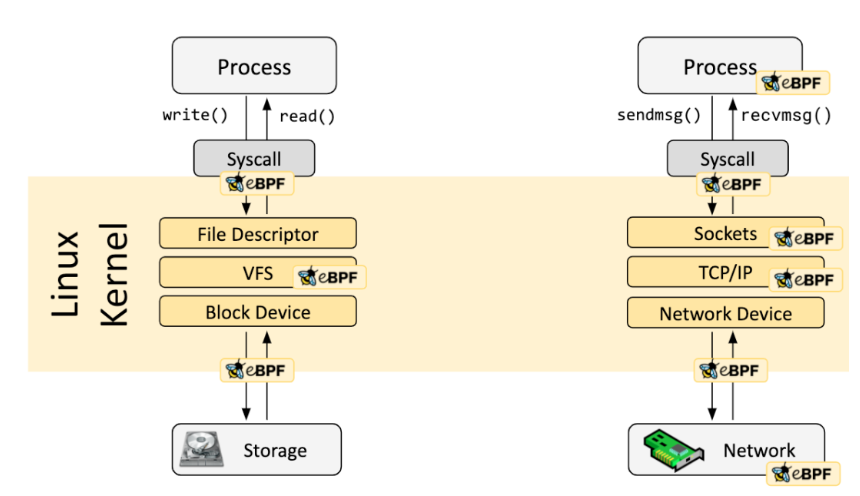 Process
Process
eBPF
write()
read()
sendmsg()
recvmsg()
Syscall
Syscall
eBPF
eBPF
Linux
Kernel
File Descriptor
Sockets
eBPF
VFS
eBPF
TCP/IP
eBPF
Block Device
Network Device
eBPF
eBPF
Storage
Network
eBPF